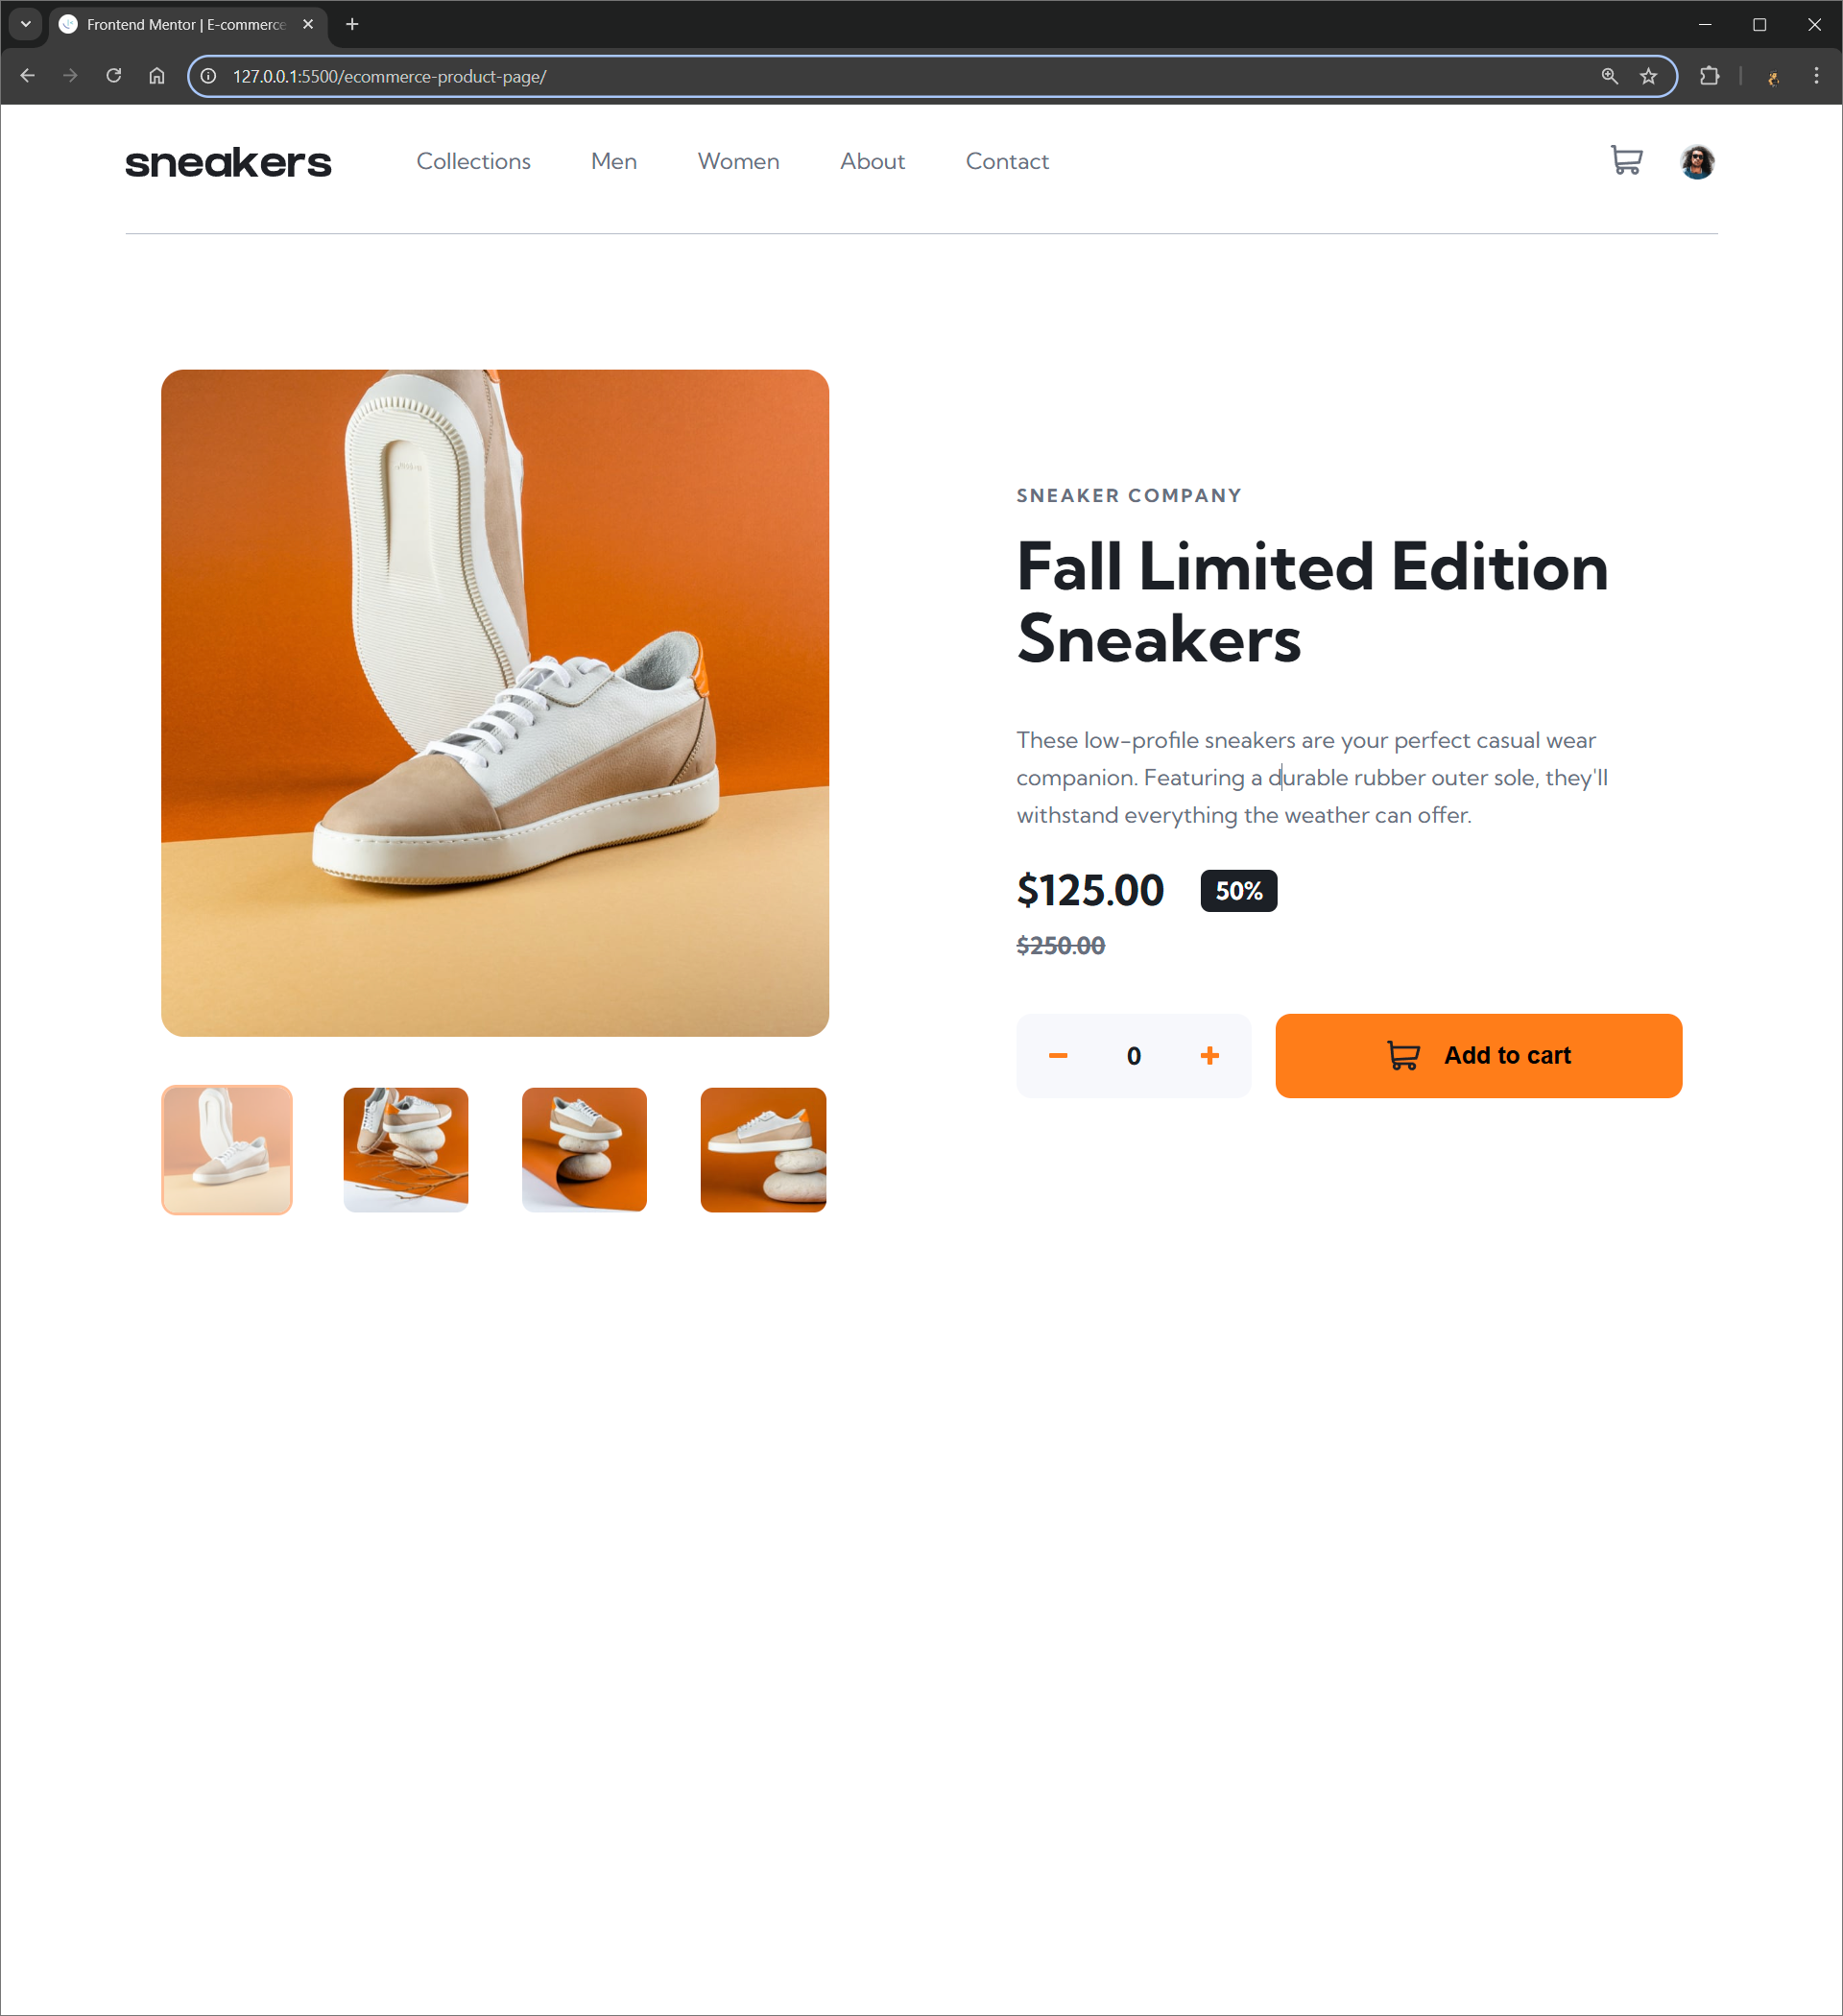 Frontend Mentor | E-commerce
127.0.0.1:5500/ecommerce-product-page/
sneakers
Collections
Men
Women
About
Contact
SNEAKER COMPANY
Fall Limited Edition
Sneakers
These low-profile sneakers are your perfect casual wear
companion. Featuring a durable rubber outer sole, they'll
withstand everything the weather can offer.
$125.00
50%
$250.00
0
Add to cart